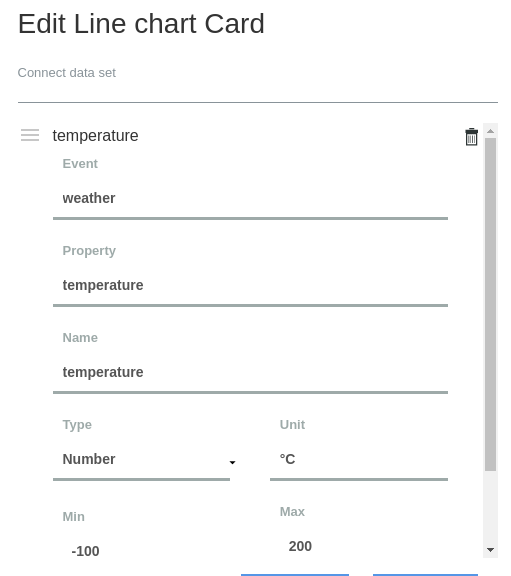 Edit Line chart Card
Connect data set
temperature
Event
weather
Property
temperature
Name
temperature
Type
Unit
Number
°C
Min
Max
-100
200